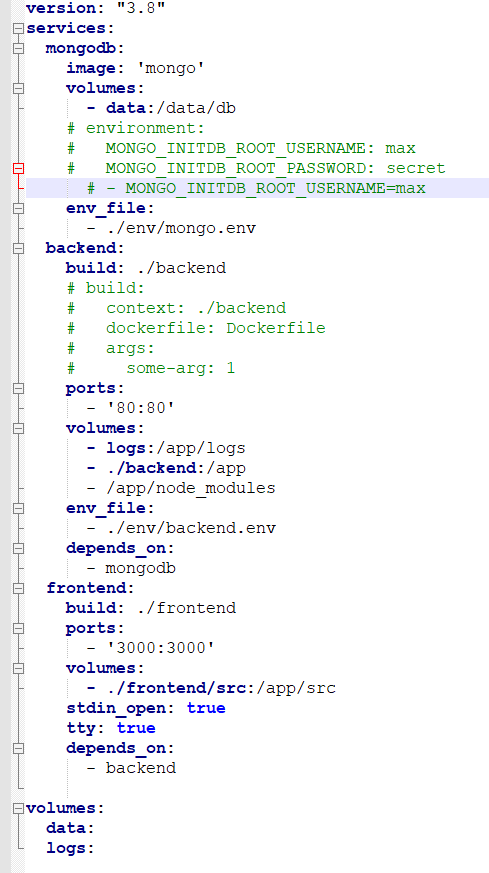 version: "3.8"
services:
  mongodb:
    image: 'mongo'
    volumes:
      - data:/data/db
    # environment:
    #   MONGO_INITDB_ROOT_USERNAME: max
    #   MONGO_INITDB_ROOT_PASSWORD: secret
      # - MONGO_INITDB_ROOT_USERNAME=max
    env_file:
      - ./env/mongo.env
  backend:
    build: ./backend
    # build:
    #   context: ./backend
    #   dockerfile: Dockerfile
    #   args:
    #     some-arg: 1
    ports:
      - '80:80'
    volumes:
      - logs:/app/logs
      - ./backend:/app
      - /app/node_modules
    env_file:
      - ./env/backend.env
    depends_on:
      - mongodb
  frontend:
    build: ./frontend
    ports:
      - '3000:3000'
    volumes:
      - ./frontend/src:/app/src
    stdin_open: true
    tty: true
    depends_on:
      - backend

volumes:
  data:
  logs: